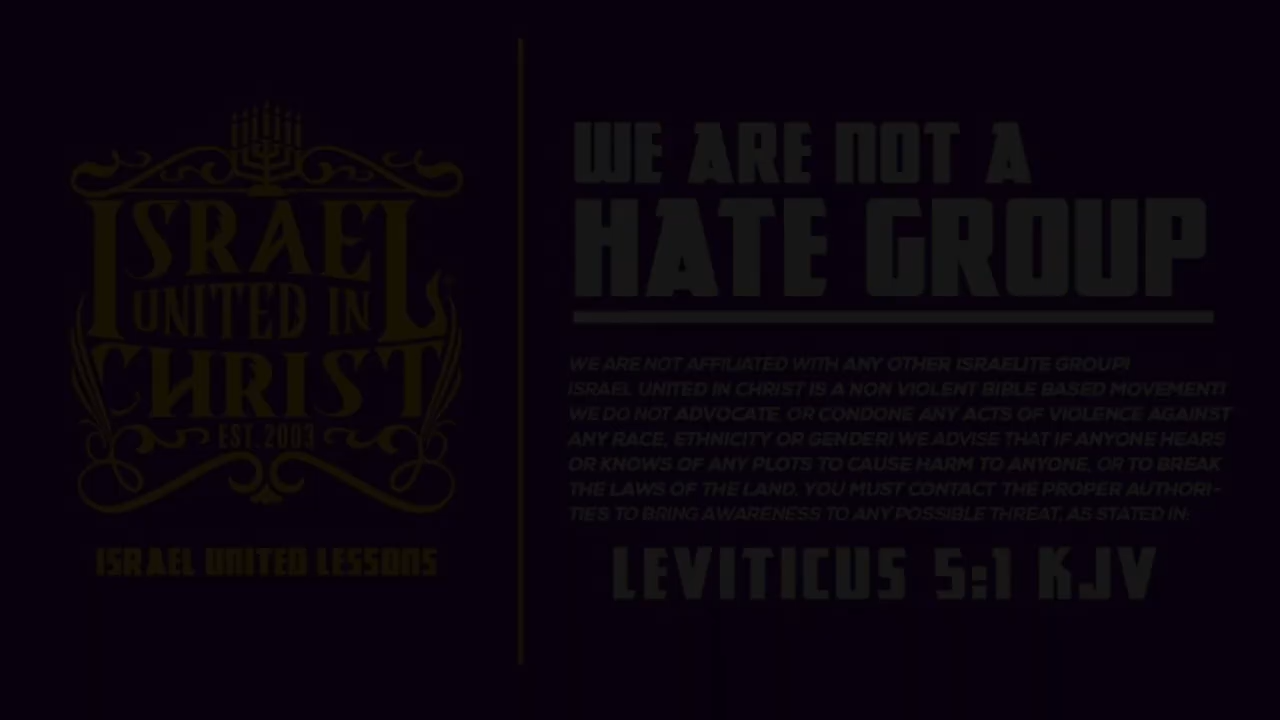 ISRAEL
UNITED IN
CHRIST
EST. 2003
ISRAEL UNITED LESSONS
WE ARE NOT A
HATE GROUP
WE ARE NOT AFFILIATED WITH ANY OTHER ISRAELITE GROUP!
ISRAEL UNITED IN CHRIST IS A NON VIOLENT BIBLE BASED MOVEMENT!
WE DO NOT ADVOCATE, OR CONDONE ANY ACTS OF VIOLENCE AGAINST
ANY RACE, ETHNICITY OR GENDER! WE ADVISE THAT IF ANYONE HEARS
OR KNOWS OF ANY PLOTS TO CAUSE HARM TO ANYONE, OR TO BREAK
THE LAWS OF THE LAND, YOU MUST CONTACT THE PROPER AUTHORI-
TIES TO BRING AWARENESS TO ANY POSSIBLE THREAT, AS STATED IN:
LEVITICUS 5:1 KJV